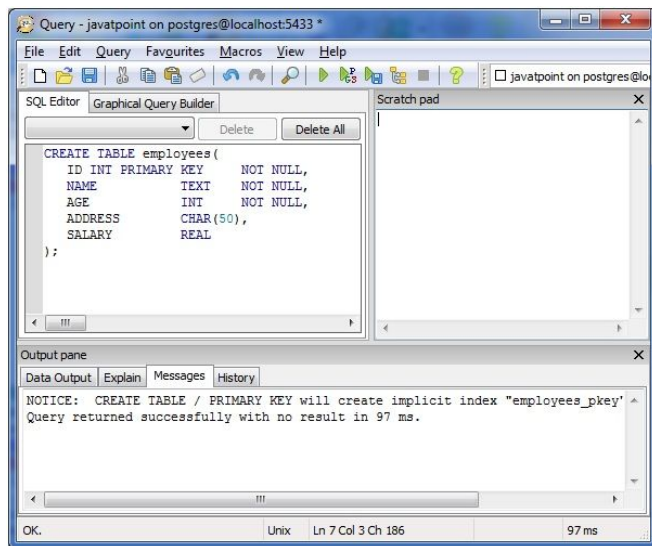 Query - javatpoint on postgres@localhost:5433 *
File Edit Query Favourites Macros View Help
javatpoint on postgres@lo
SQL Editor Graphical Query Builder
Scratch pad
Delete Delete All
CREATE TABLE employees(
ID INT PRIMARY KEY NOT NULL,
NAME TEXT NOT NULL,
AGE INT NOT NULL,
ADDRESS CHAR(50),
SALARY REAL
);
Output pane
Data Output Explain Messages History
NOTICE: CREATE TABLE / PRIMARY KEY will create implicit index "employees_pkey"
Query returned successfully with no result in 97 ms.
OK. Unix Ln 7 Col 3 Ch 186 97 ms